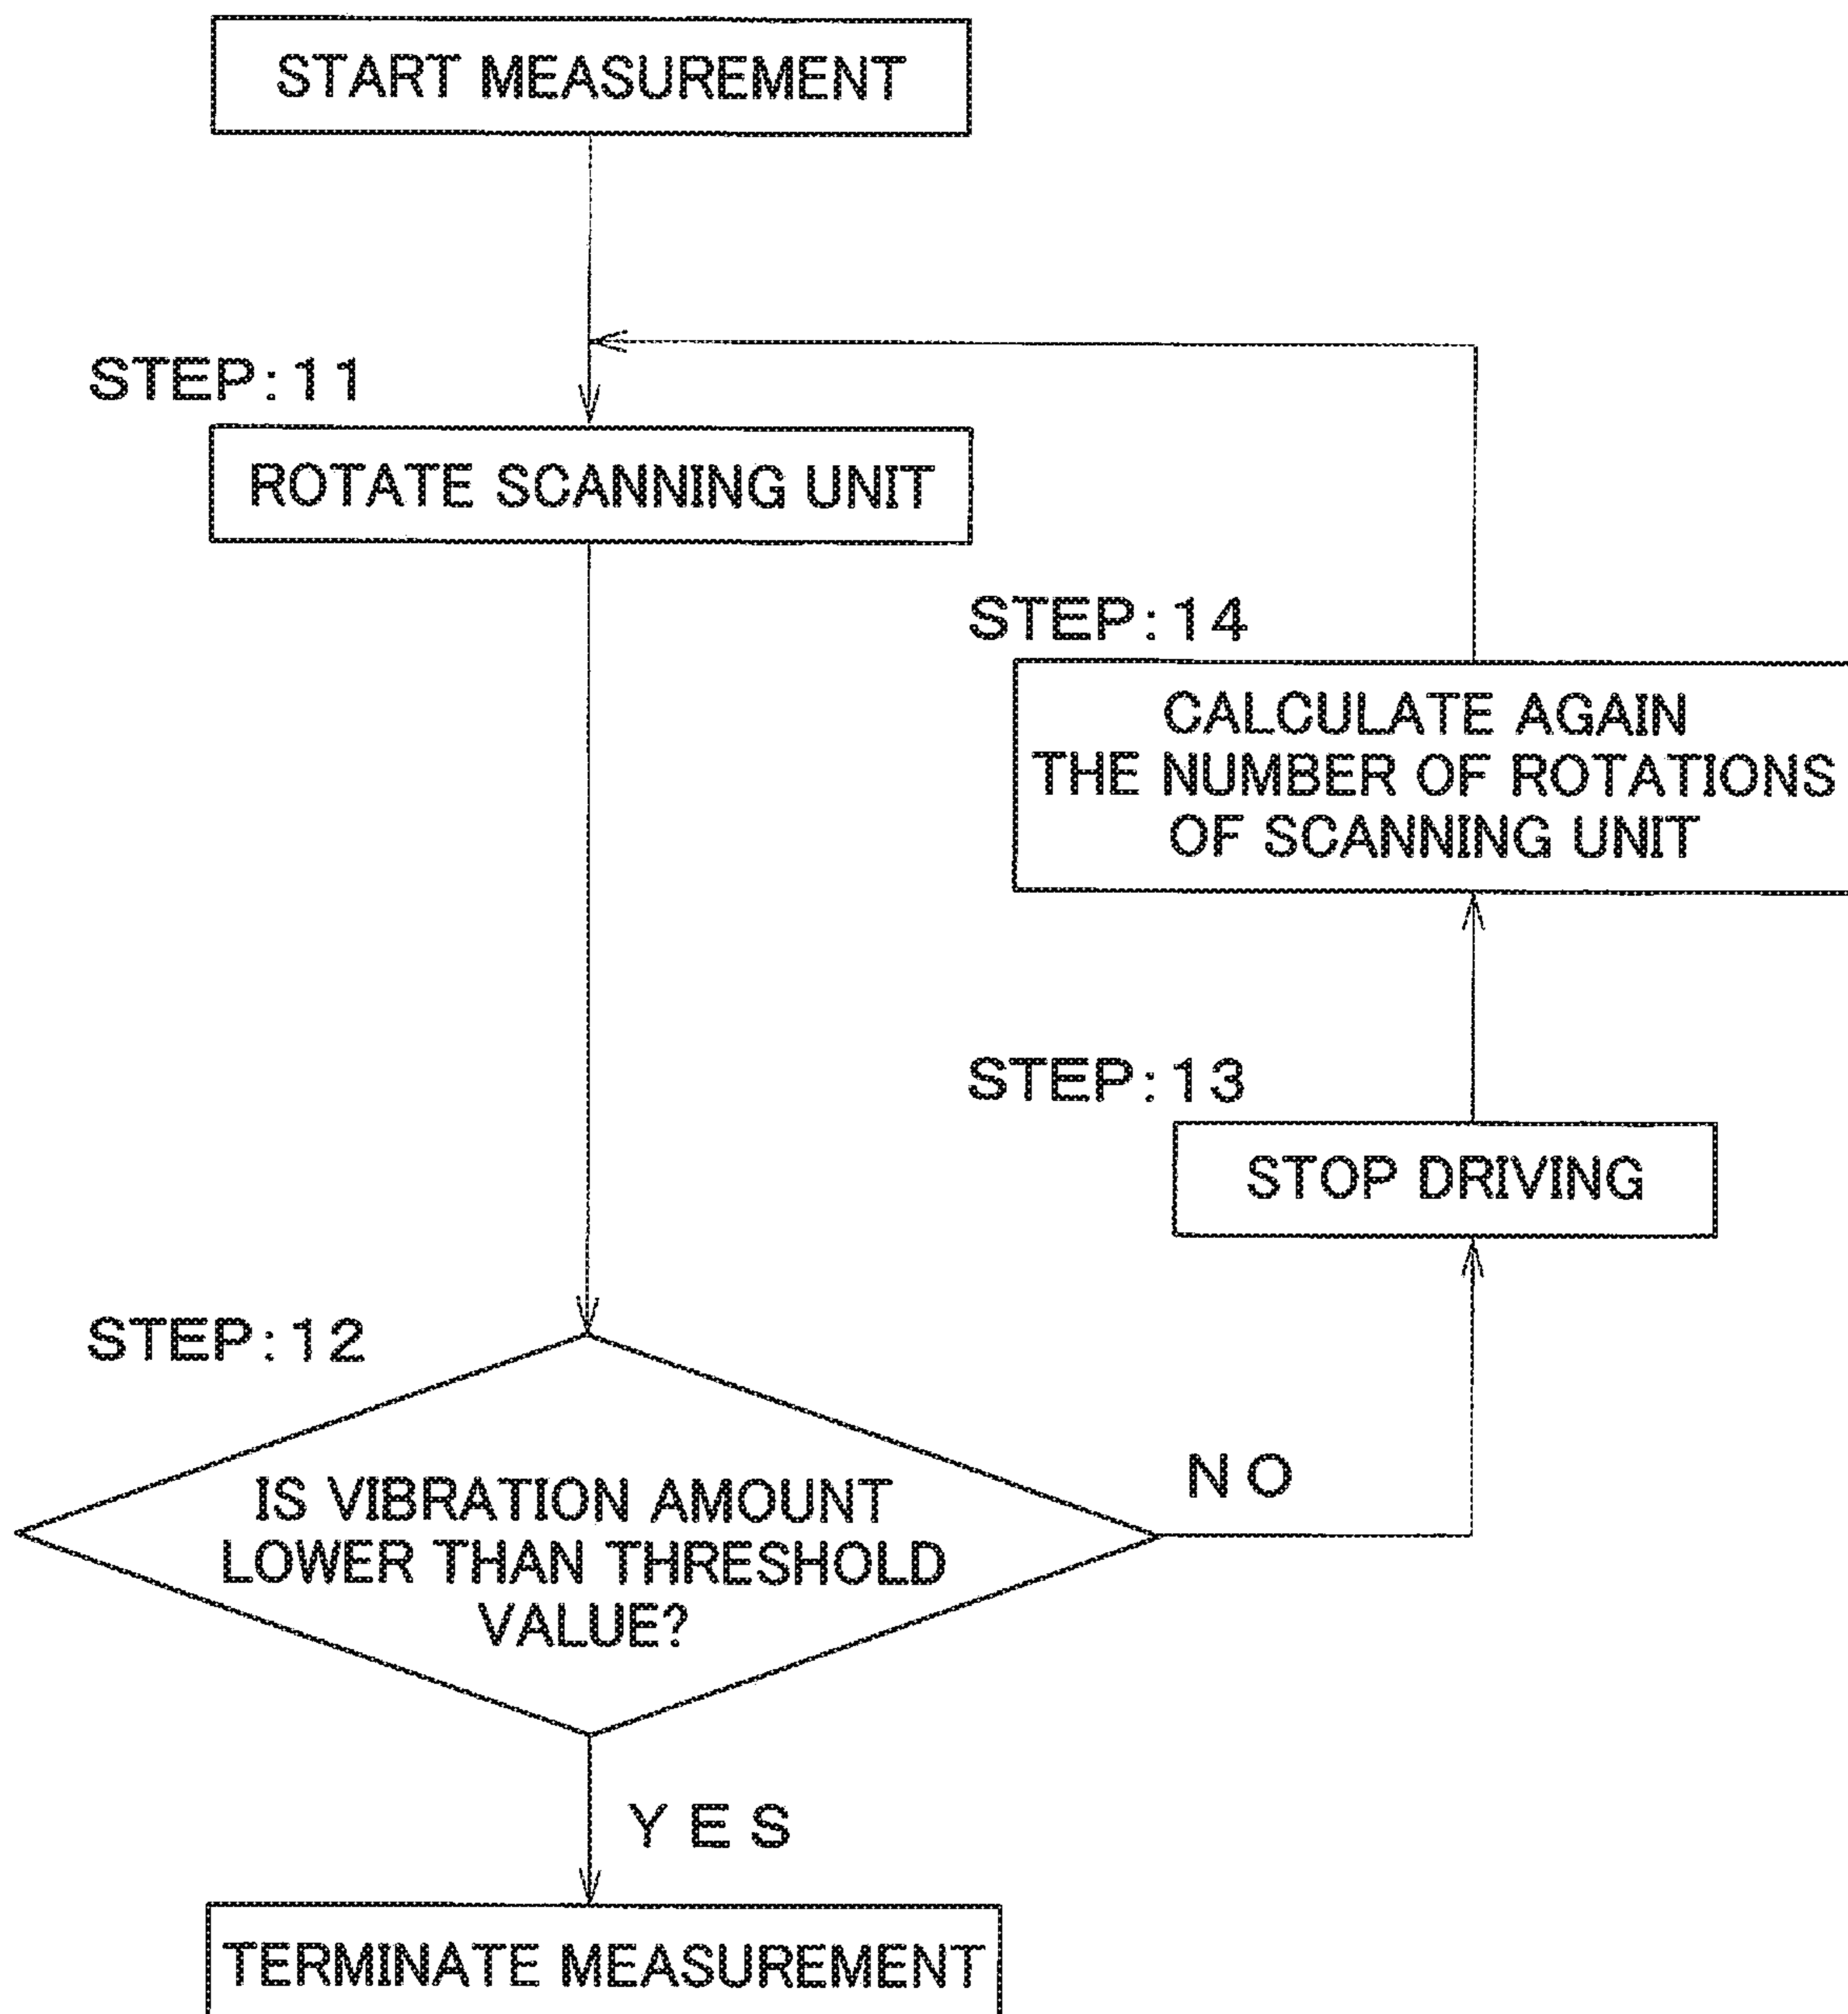 START MEASUREMENT
STEP:11
ROTATE SCANNING UNIT
STEP:14
CALCULATE AGAIN
THE NUMBER OF ROTATIONS
OF SCANNING UNIT
STEP:13
STOP DRIVING
STEP:12
IS VIBRATION AMOUNT
LOWER THAN THRESHOLD
VALUE?
NO
YES
TERMINATE MEASUREMENT